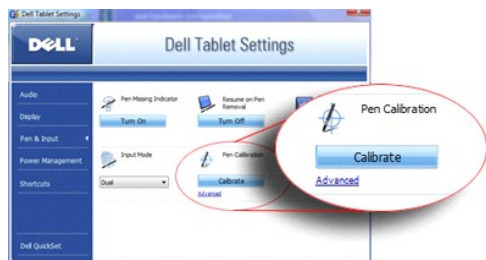 Dell Tablet Settings
DELL
Dell Tablet Settings
Audio
Display
Pen & Input
Power Management
Shortcuts
Dell QuickSet
Pen Missing Indicator
Turn On
Resume on Pen
Removal
Turn Off
Input Mode
Dual
Pen Calibration
Calibrate
Advanced
Pen Calibration
Calibrate
Advanced